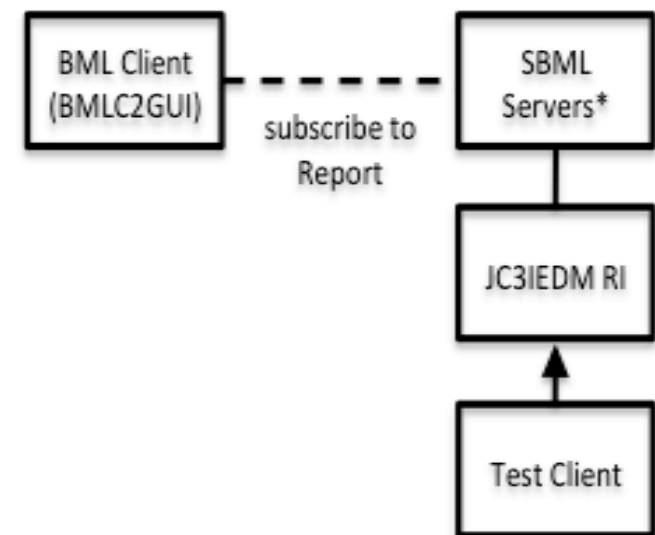 BML Client
(BMLC2GUI)
subscribe to
Report
SBML
Servers*
JC3IEDM RI
Test Client